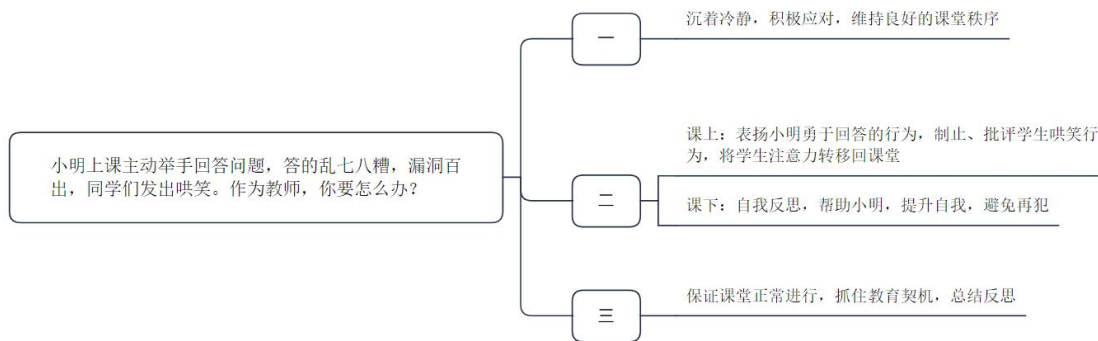 小明上课主动举手回答问题，答的乱七八糟，漏洞百
出，同学们发出哄笑。作为教师，你要怎么办？
一
沉着冷静，积极应对，维持良好的课堂秩序
二
课上：表扬小明勇于回答的行为，制止、批评学生哄笑行
为，将学生注意力转移回课堂
课下：自我反思，帮助小明，提升自我，避免再犯
三
保证课堂正常进行，抓住教育契机，总结反思